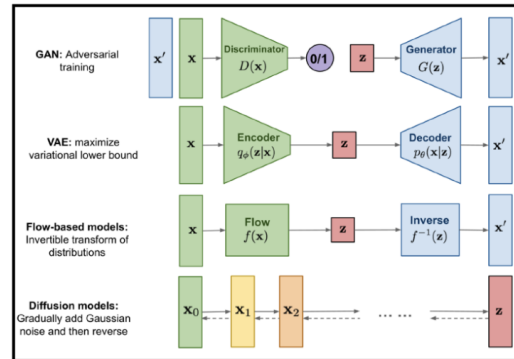 GAN: Adversarial
training
x′
x
Discriminator
D(x)
0/1
z
Generator
G(z)
x′
VAE: maximize
variational lower bound
x
Encoder
qϕ(z|x)
z
Decoder
pθ(x|z)
x′
Flow-based models:
Invertible transform of
distributions
x
Flow
f(x)
z
Inverse
f⁻¹(z)
x′
Diffusion models:
Gradually add Gaussian
noise and then reverse
x₀
x₁
x₂
... ...
z